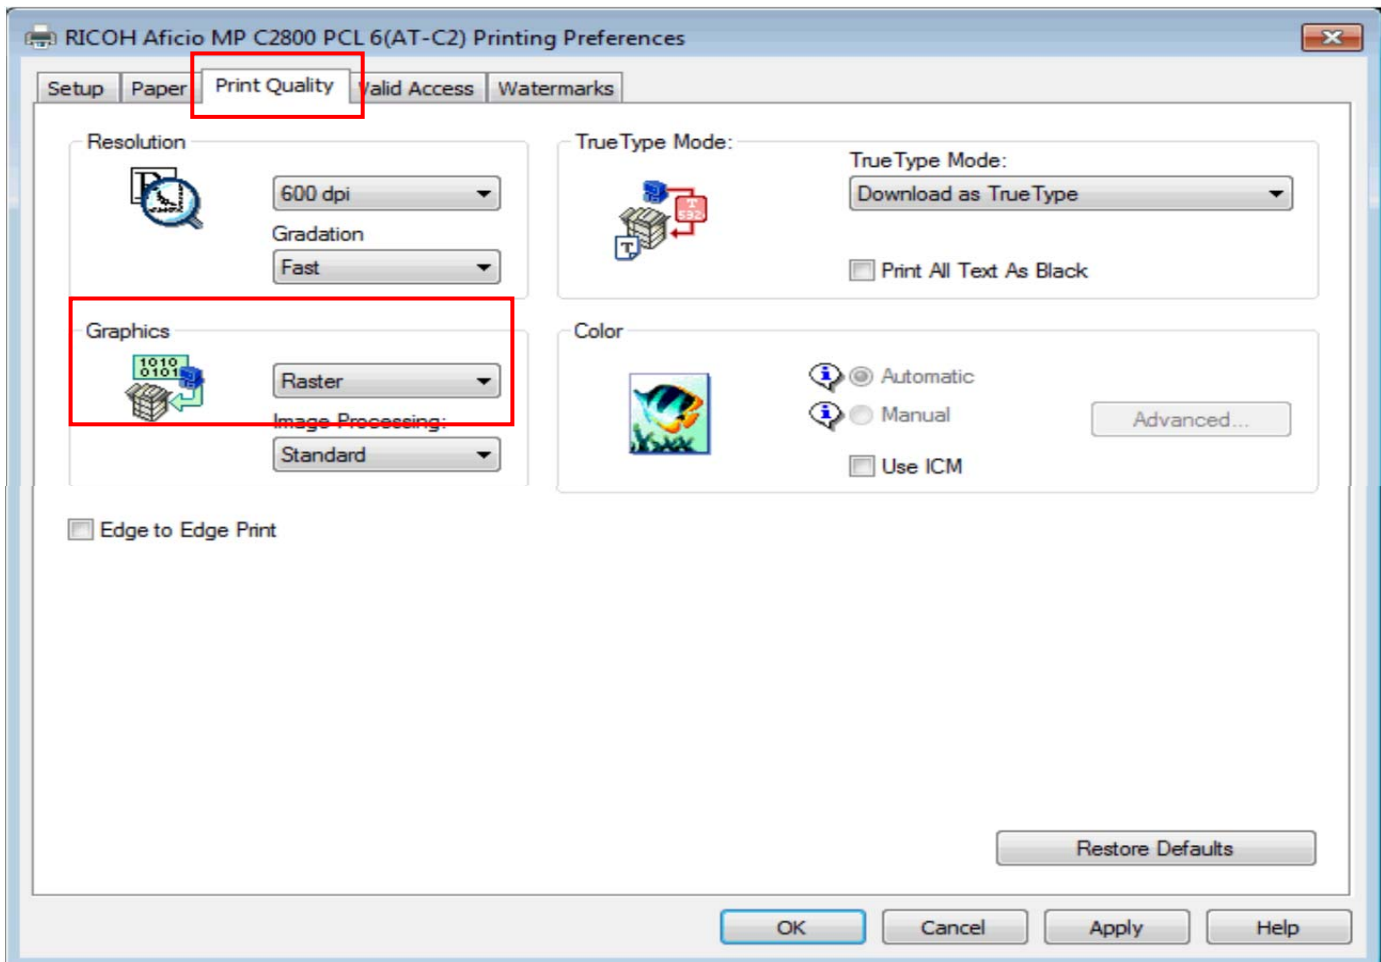 RICOH Aficio MP C2800 PCL 6(AT-C2) Printing Preferences
Setup Paper Print Quality Valid Access Watermarks
Resolution
600 dpi
Gradation
Fast
TrueType Mode:
TrueType Mode:
Download as TrueType
Print All Text As Black
Graphics
1010
0101
Raster
Image Processing:
Standard
Color
Automatic
Manual
Advanced...
Use ICM
Edge to Edge Print
Restore Defaults
OK Cancel Apply Help